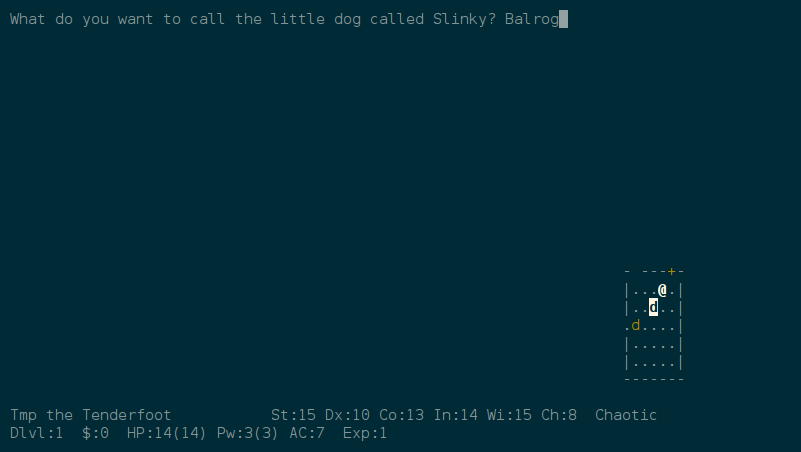 What do you want to call the little dog called Slinky? Balrog
- ---+-
|...@.|
|..d..|
.d....|
|.....|
|.....|
-------
Tmp the Tenderfoot St:15 Dx:10 Co:13 In:14 Wi:15 Ch:8 Chaotic
Dlvl:1 $:0 HP:14(14) Pw:3(3) AC:7 Exp:1